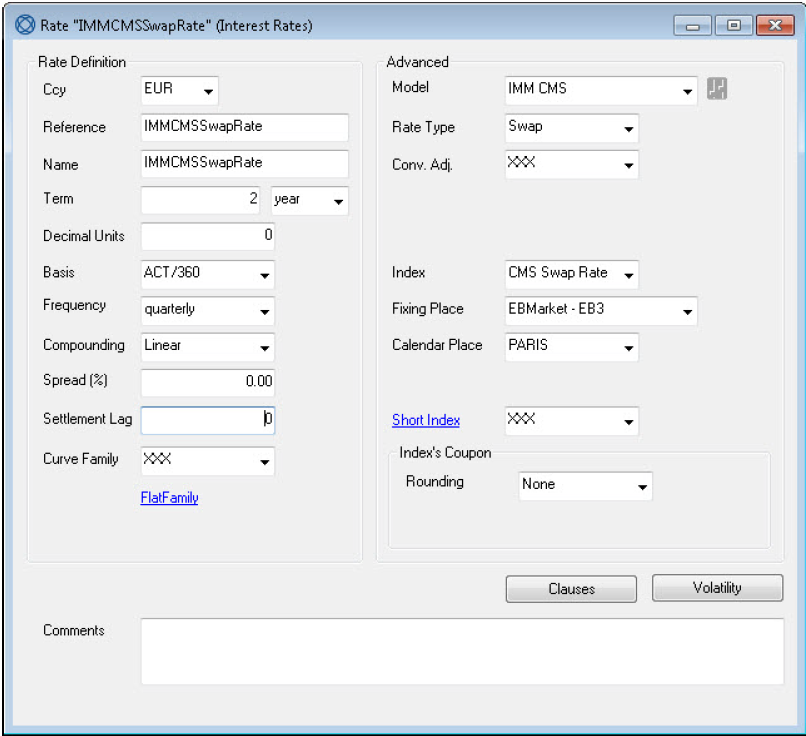 Rate "IMMCMSSwapRate" (Interest Rates)
Rate Definition
Ccy EUR
Reference IMMCMSSwapRate
Name IMMCMSSwapRate
Term 2 year
Decimal Units 0
Basis ACT/360
Frequency quarterly
Compounding Linear
Spread (%) 0.00
Settlement Lag 0
Curve Family XXX
FlatFamily
Advanced
Model IMM CMS
Rate Type Swap
Conv. Adj. XXX
Index CMS Swap Rate
Fixing Place EBMarket - EB3
Calendar Place PARIS
Short Index XXX
Index's Coupon
Rounding None
Clauses Volatility
Comments